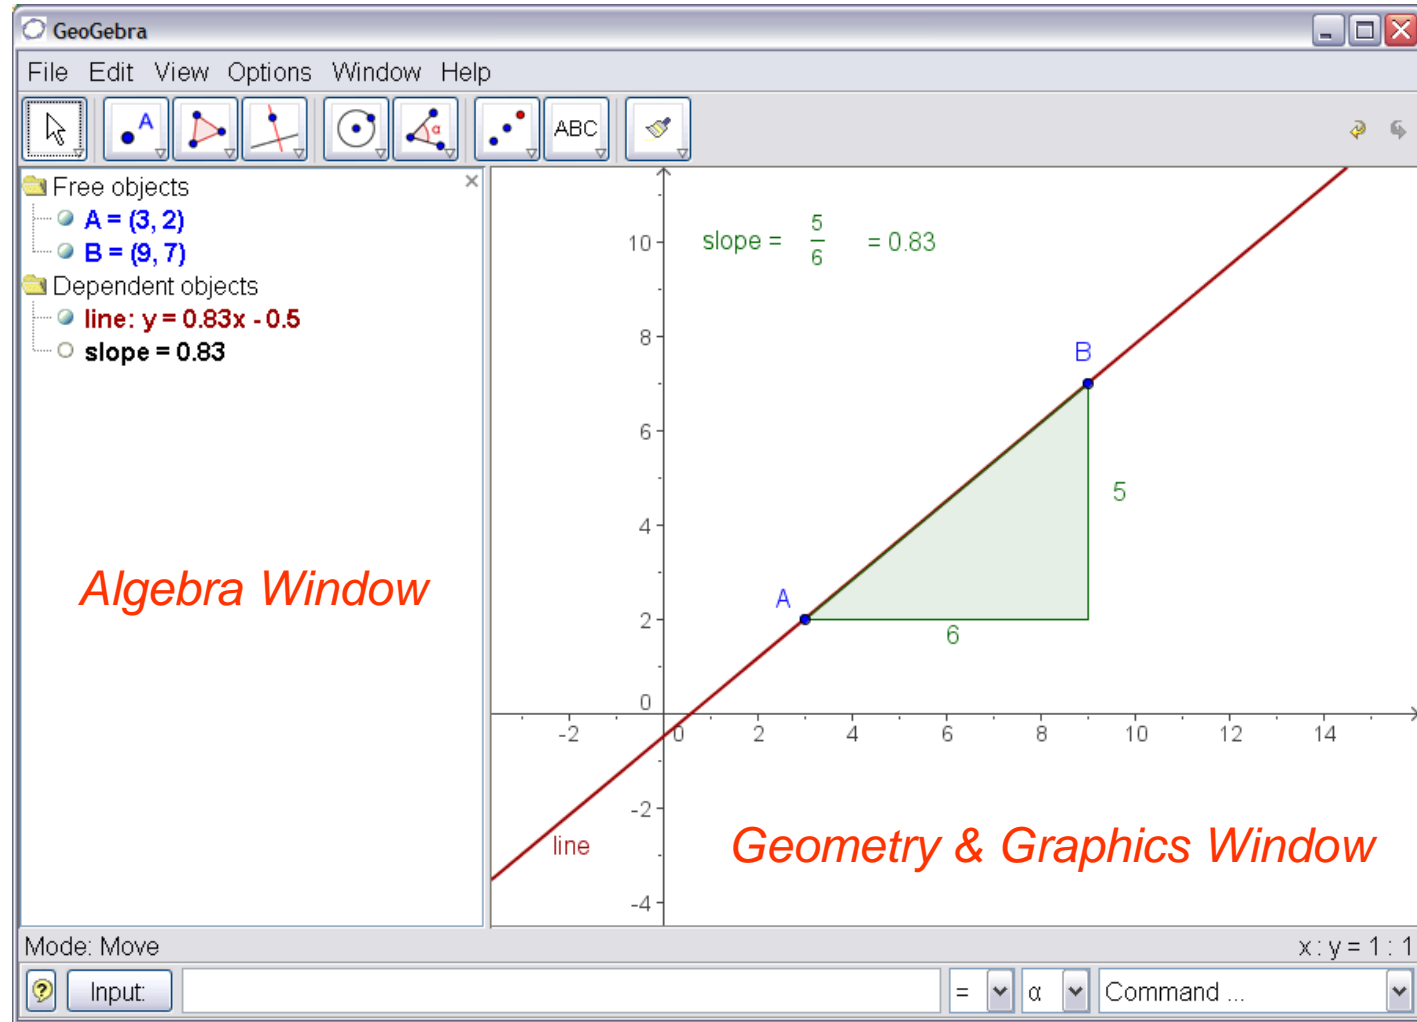 GeoGebra
File Edit View Options Window Help
A
α
ABC
Free objects
A = (3, 2)
B = (9, 7)
Dependent objects
line: y = 0.83x - 0.5
slope = 0.83
Algebra Window
slope = 5/6 = 0.83
10
8
6
4
2
0
-2
-4
B
5
A
6
-2 0 2 4 6 8 10 12 14
line
Geometry & Graphics Window
Mode: Move
x : y = 1 : 1
? Input: = α Command ...